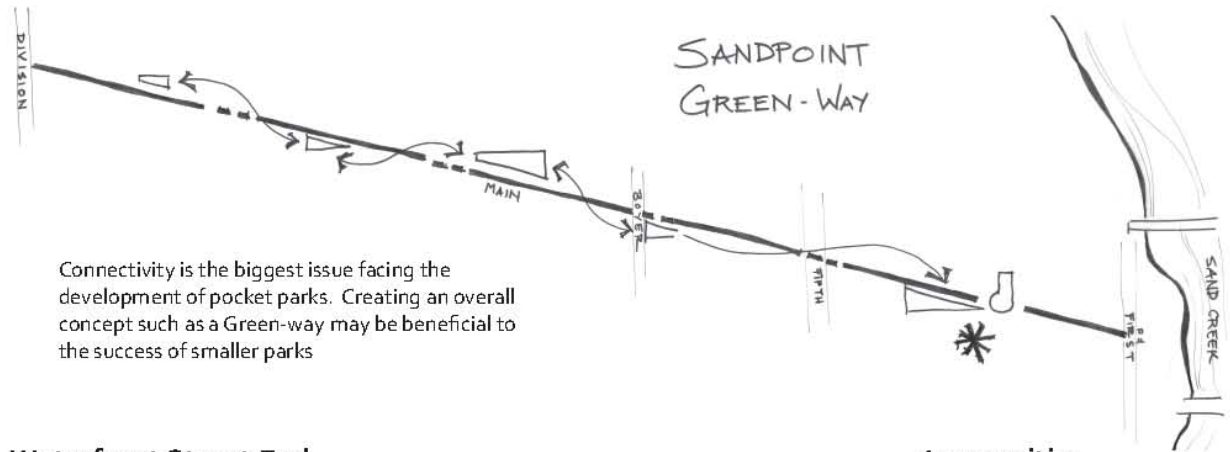 DIVISION
SANDPOINT
GREEN-WAY
MAIN
BOYER
FIFTH
FIRST
SAND CREEK
Connectivity is the biggest issue facing the
development of pocket parks. Creating an overall
concept such as a Green-way may be beneficial to
the success of smaller parks